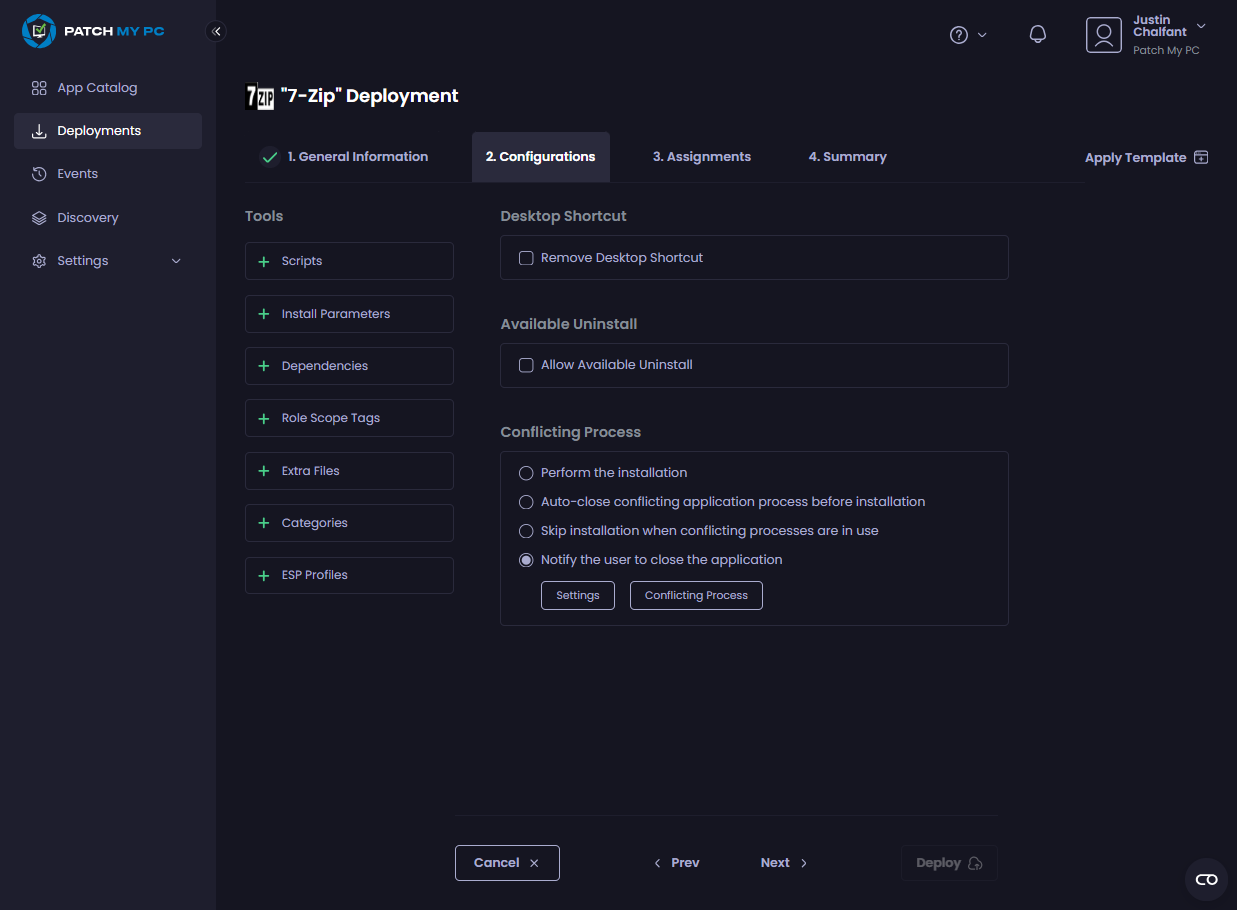 PATCH MY PC
App Catalog
Deployments
Events
Discovery
Settings
Justin
Chalfant
Patch My PC
7 ZIP "7-Zip" Deployment
1. General Information
2. Configurations
3. Assignments
4. Summary
Apply Template
Tools
Scripts
Install Parameters
Dependencies
Role Scope Tags
Extra Files
Categories
ESP Profiles
Desktop Shortcut
Remove Desktop Shortcut
Available Uninstall
Allow Available Uninstall
Conflicting Process
Perform the installation
Auto-close conflicting application process before installation
Skip installation when conflicting processes are in use
Notify the user to close the application
Settings
Conflicting Process
Cancel
Prev
Next
Deploy